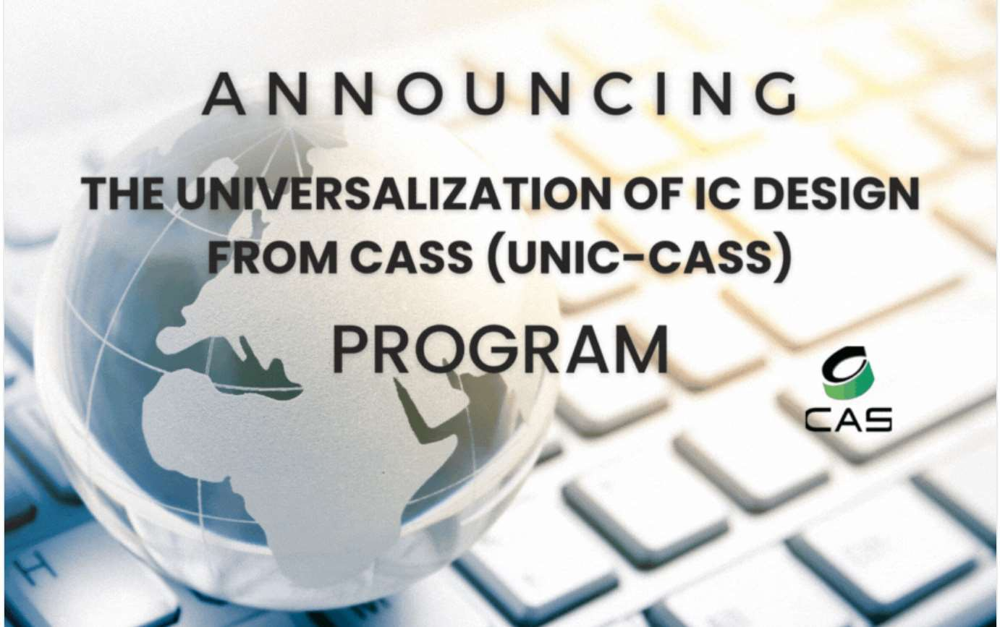 ANNOUNCING
THE UNIVERSALIZATION OF IC DESIGN
FROM CASS (UNIC-CASS)
PROGRAM
CAS